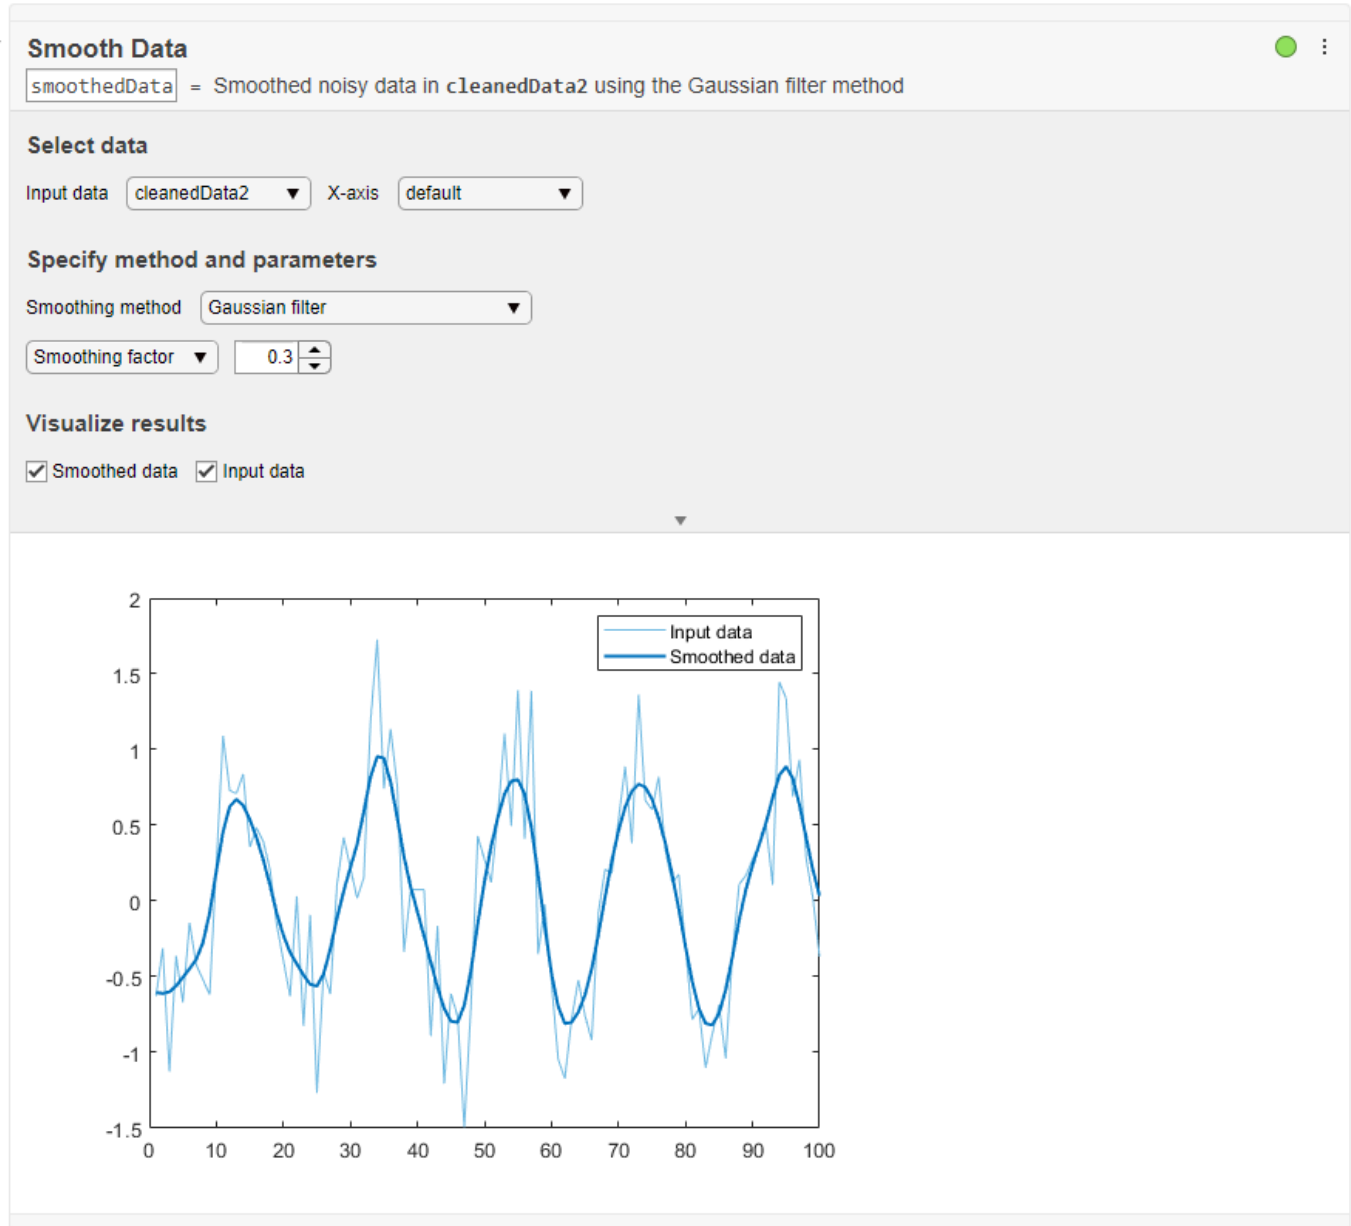 Smooth Data
smoothedData = Smoothed noisy data in cleanedData2 using the Gaussian filter method
Select data
Input data cleanedData2 X-axis default
Specify method and parameters
Smoothing method Gaussian filter
Smoothing factor 0.3
Visualize results
Smoothed data Input data
2
1.5
1
0.5
0
-0.5
-1
-1.5
Input data
Smoothed data
0 10 20 30 40 50 60 70 80 90 100